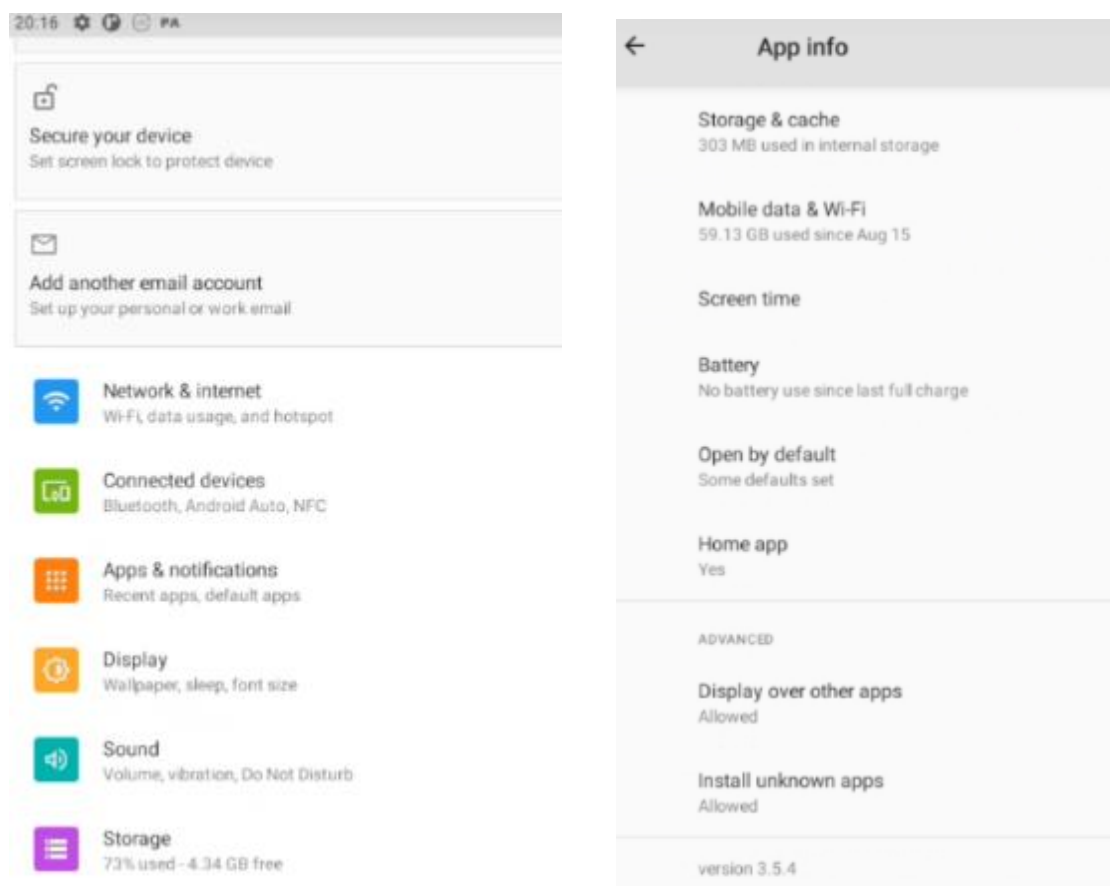 20:16 PA
Secure your device
Set screen lock to protect device
Add another email account
Set up your personal or work email
Network & internet
Wi-Fi, data usage, and hotspot
Connected devices
Bluetooth, Android Auto, NFC
Apps & notifications
Recent apps, default apps
Display
Wallpaper, sleep, font size
Sound
Volume, vibration, Do Not Disturb
Storage
73% used - 4.34 GB free
App info
Storage & cache
303 MB used in internal storage
Mobile data & Wi-Fi
59.13 GB used since Aug 15
Screen time
Battery
No battery use since last full charge
Open by default
Some defaults set
Home app
Yes
ADVANCED
Display over other apps
Allowed
Install unknown apps
Allowed
version 3.5.4